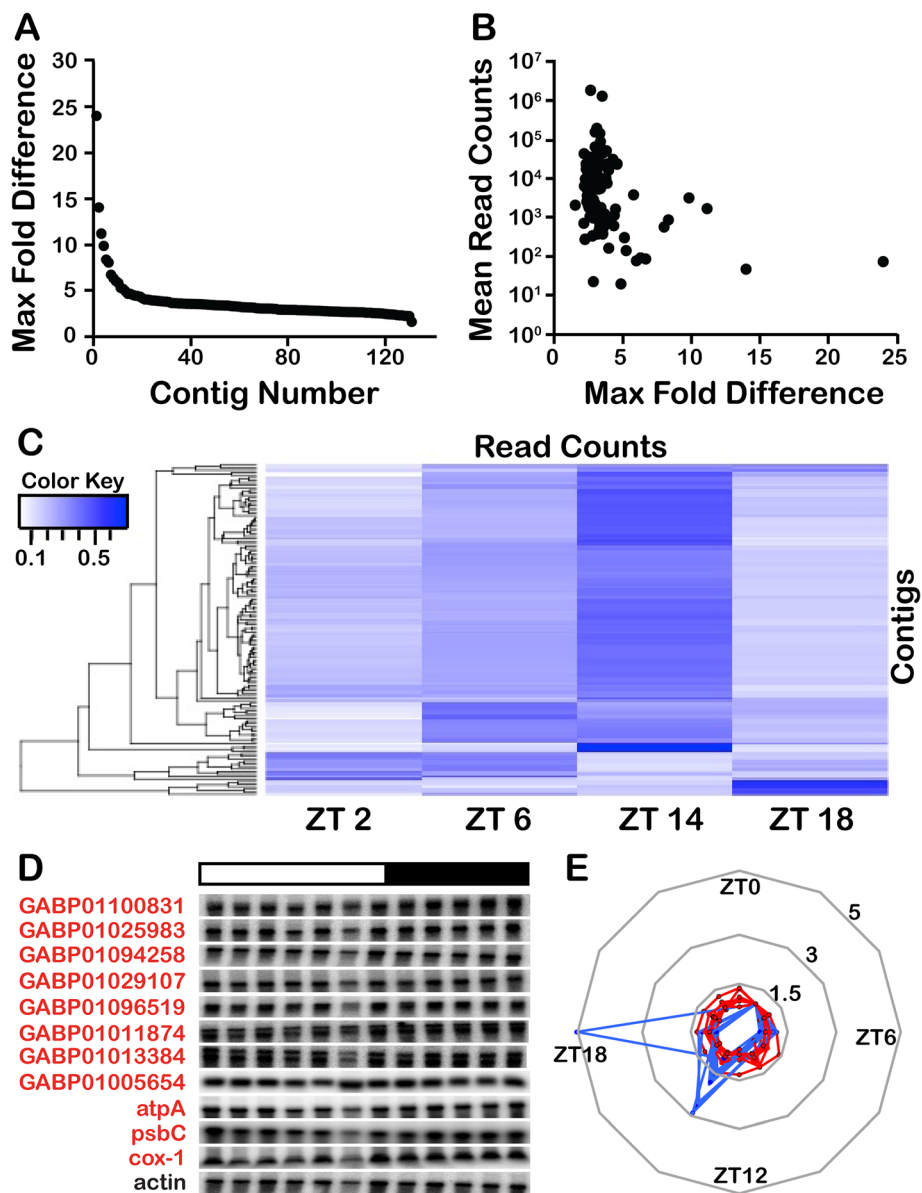 A
Max Fold Difference
30
25
20
15
10
5
0
0
40
80
120
Contig Number
B
Mean Read Counts
10⁷
10⁶
10⁵
10⁴
10³
10²
10¹
10⁰
0
5
10
15
20
25
Max Fold Difference
C
Read Counts
Color Key
0.1
0.5
Contigs
ZT 2
ZT 6
ZT 14
ZT 18
D
GABP01100831
GABP01025983
GABP01094258
GABP01029107
GABP01096519
GABP01011874
GABP01013384
GABP01005654
atpA
psbC
cox-1
actin
E
ZT0
5
3
1.5
ZT6
ZT18
ZT12